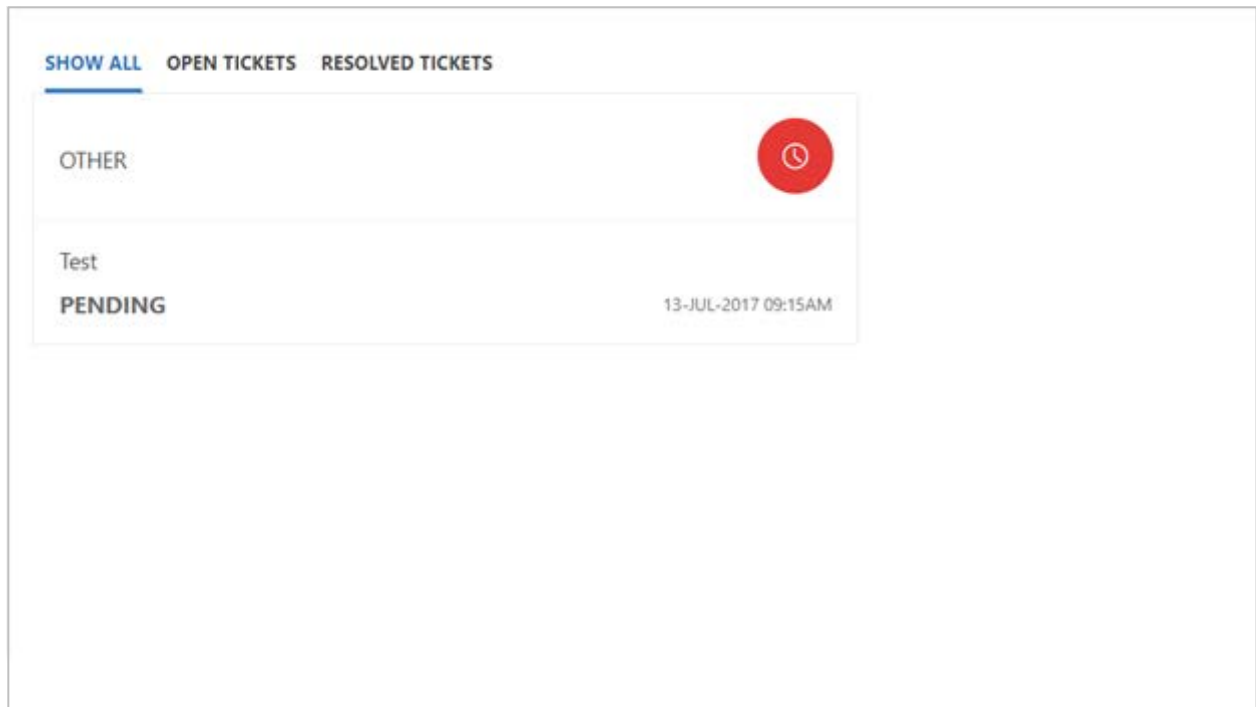 SHOW ALL OPEN TICKETS RESOLVED TICKETS
OTHER
Test
PENDING 13-JUL-2017 09:15AM